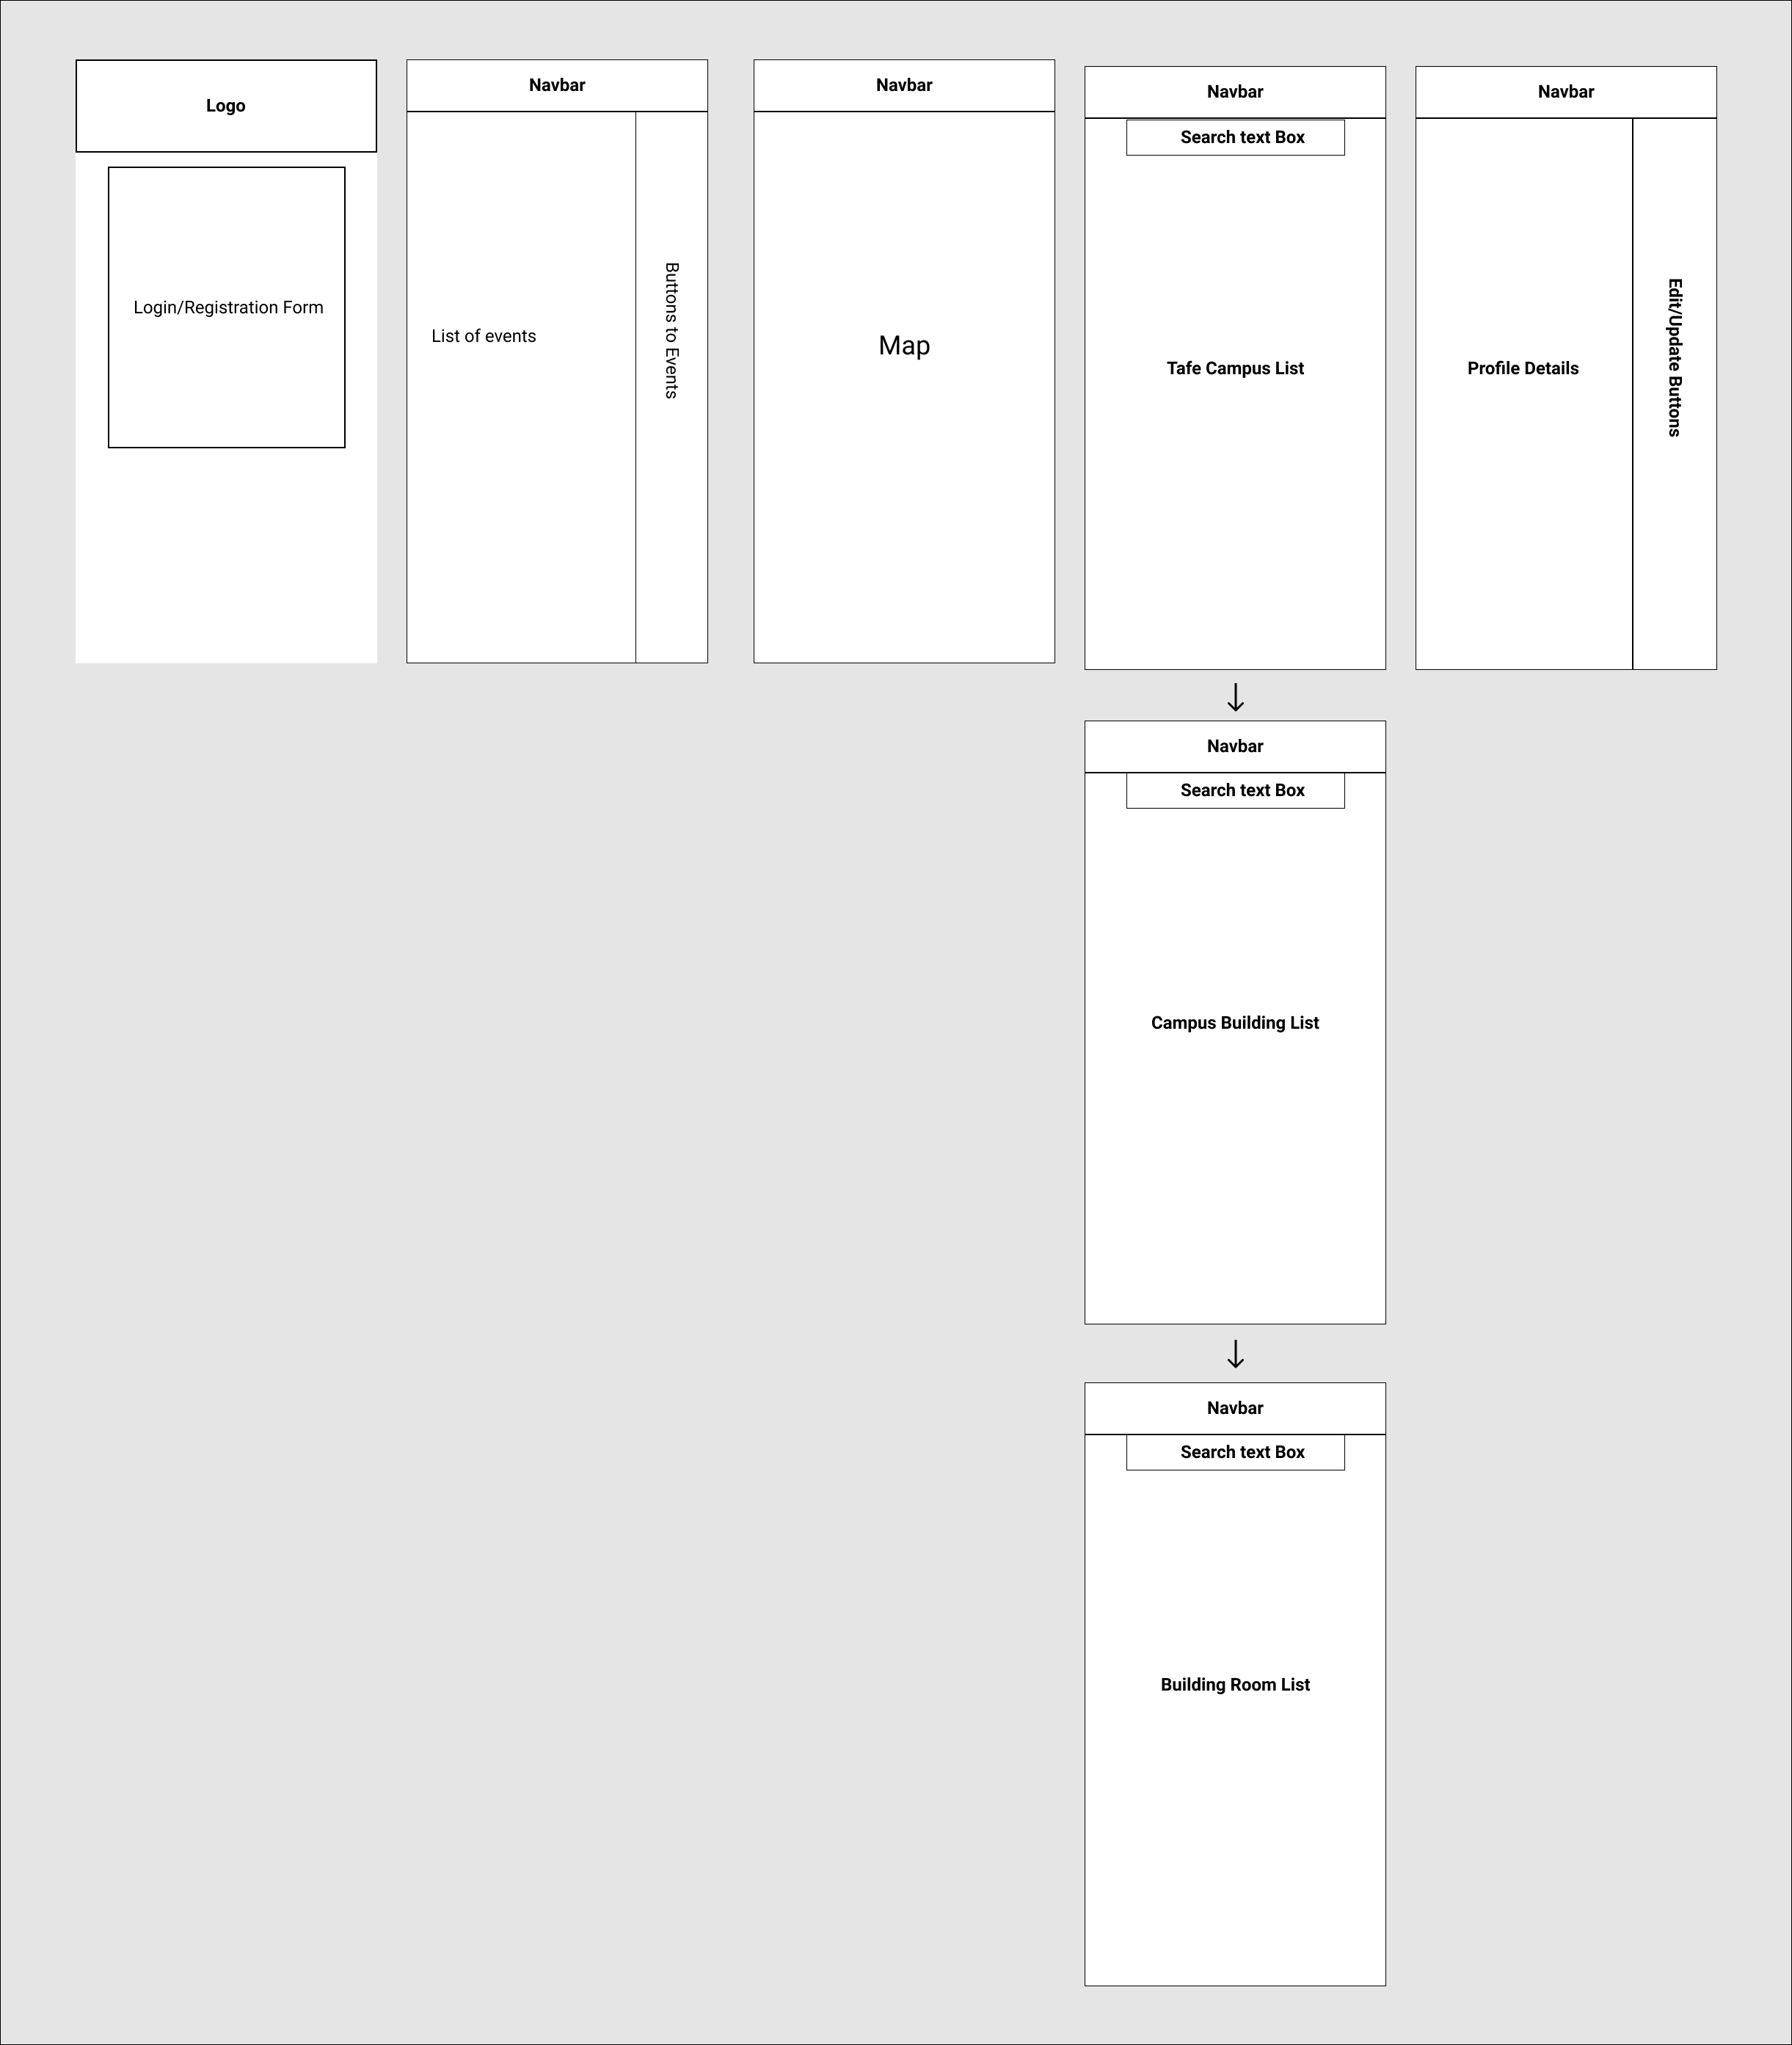 Logo
Login/Registration Form
Navbar
List of events
Buttons to Events
Navbar
Map
Navbar
Search text Box
Tafe Campus List
Navbar
Profile Details
Edit/Update Buttons
Navbar
Search text Box
Campus Building List
Navbar
Search text Box
Building Room List